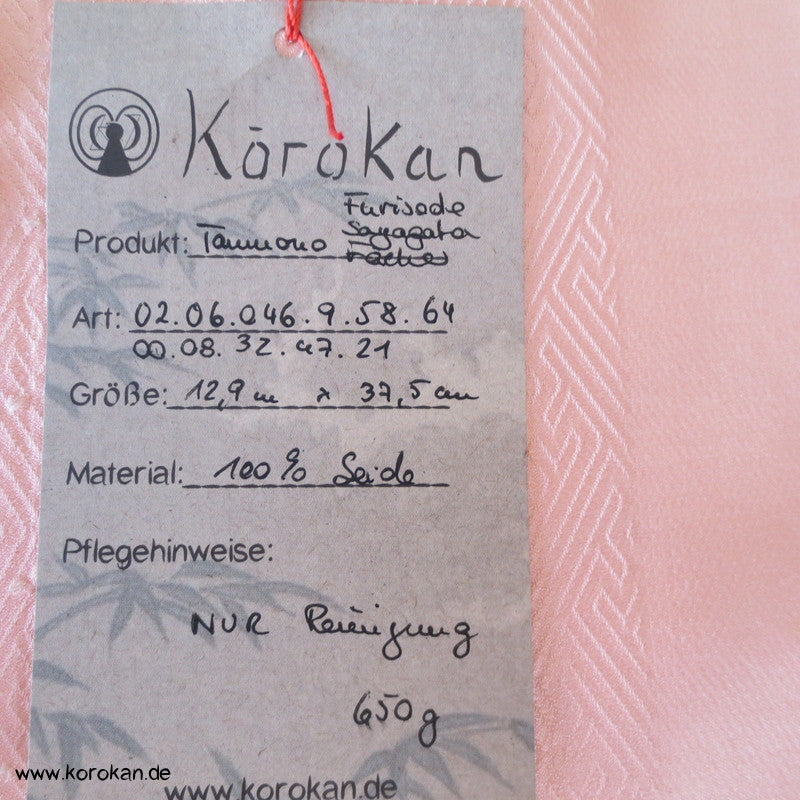 Kōrokan
Furisode
Produkt: Tanmono Sayagata
Art: 02.06.046.9.58.64
00.08.32.47.21
Größe: 12,9 m x 37,5 cm
Material: 100% Seide
Pflegehinweise:
NUR Reinigung
650g
www.korokan.de
www.korokan.de